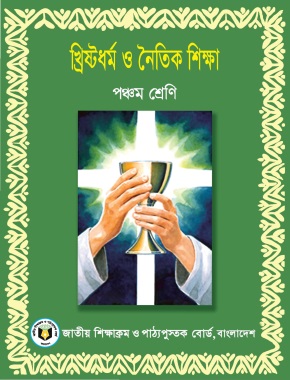 খ্রিষ্টধর্ম ও নৈতিক শিক্ষা
পঞ্চম শ্রেণি
জাতীয় শিক্ষাক্রম ও পাঠ্যপুস্তক বোর্ড, বাংলাদেশ